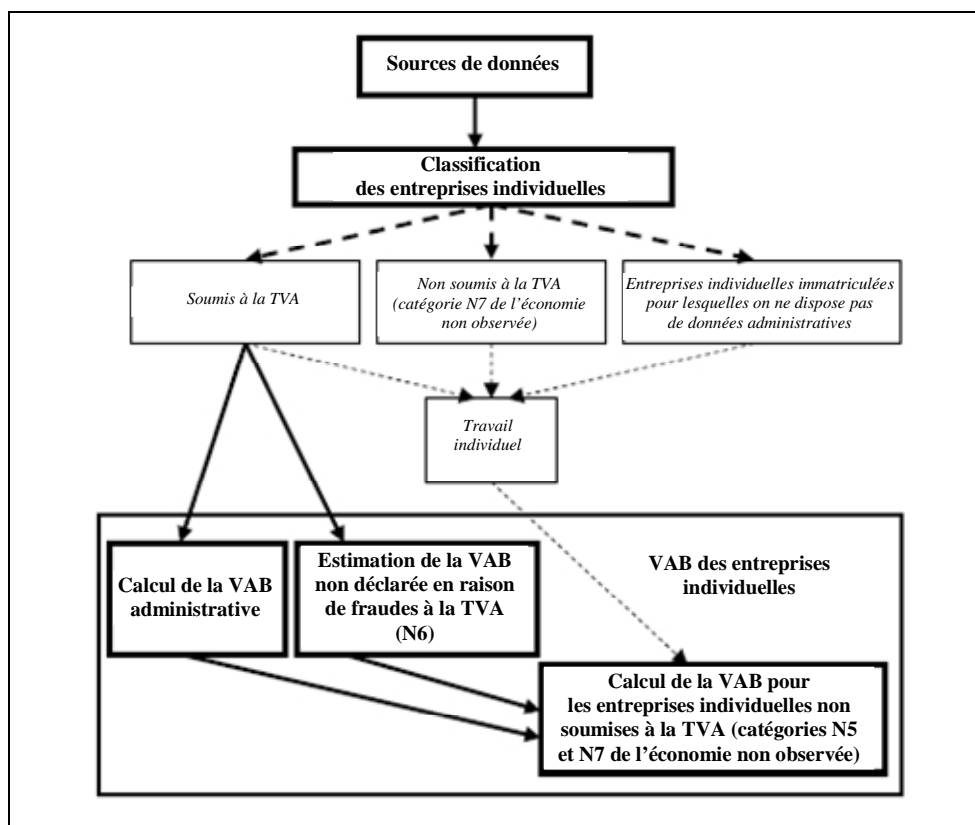 Sources de données
Classification
des entreprises individuelles
Soumis à la TVA
Non soumis à la TVA
(catégorie N7 de l'économie
non observée)
Entreprises individuelles immatriculées
pour lesquelles on ne dispose pas
de données administratives
Travail
individuel
Calcul de la VAB
administrative
Estimation de la VAB
non déclarée en raison
de fraudes à la TVA
(N6)
VAB des entreprises
individuelles
Calcul de la VAB pour
les entreprises individuelles non
soumises à la TVA (catégories N5
et N7 de l'économie non observée)